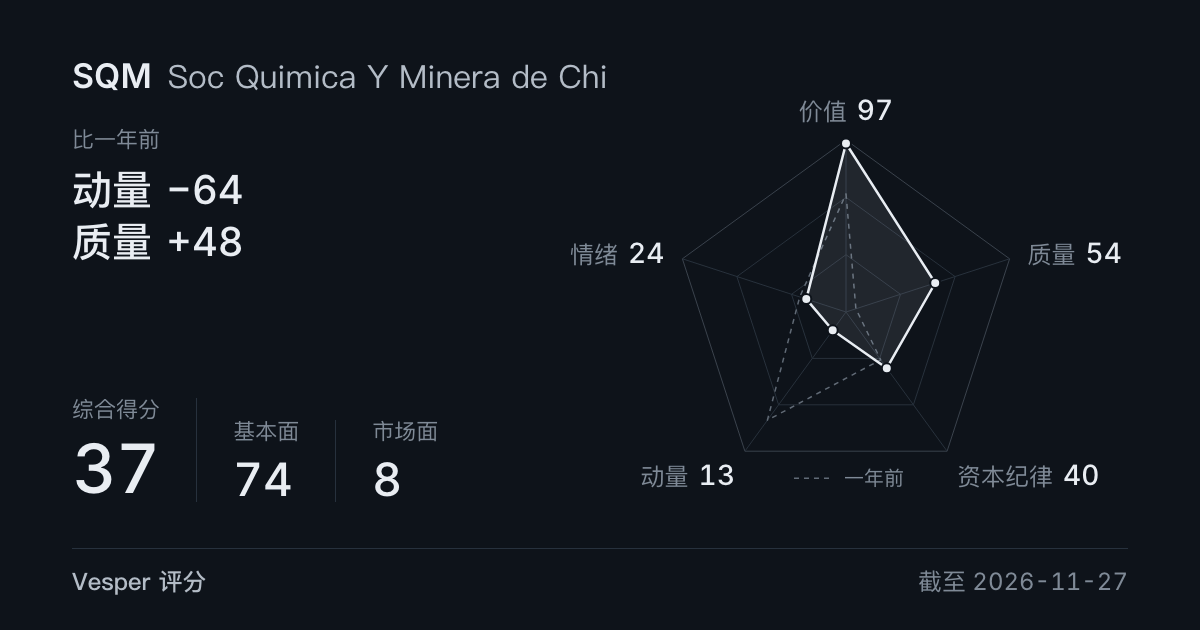 SQM Soc Quimica Y Minera de Chi
比一年前
动量 −64
质量 +48
价值 97
情绪 24
质量 54
动量 13
一年前
资本纪律 40
综合得分
37
基本面
74
市场面
8
Vesper 评分
截至 2026-11-27